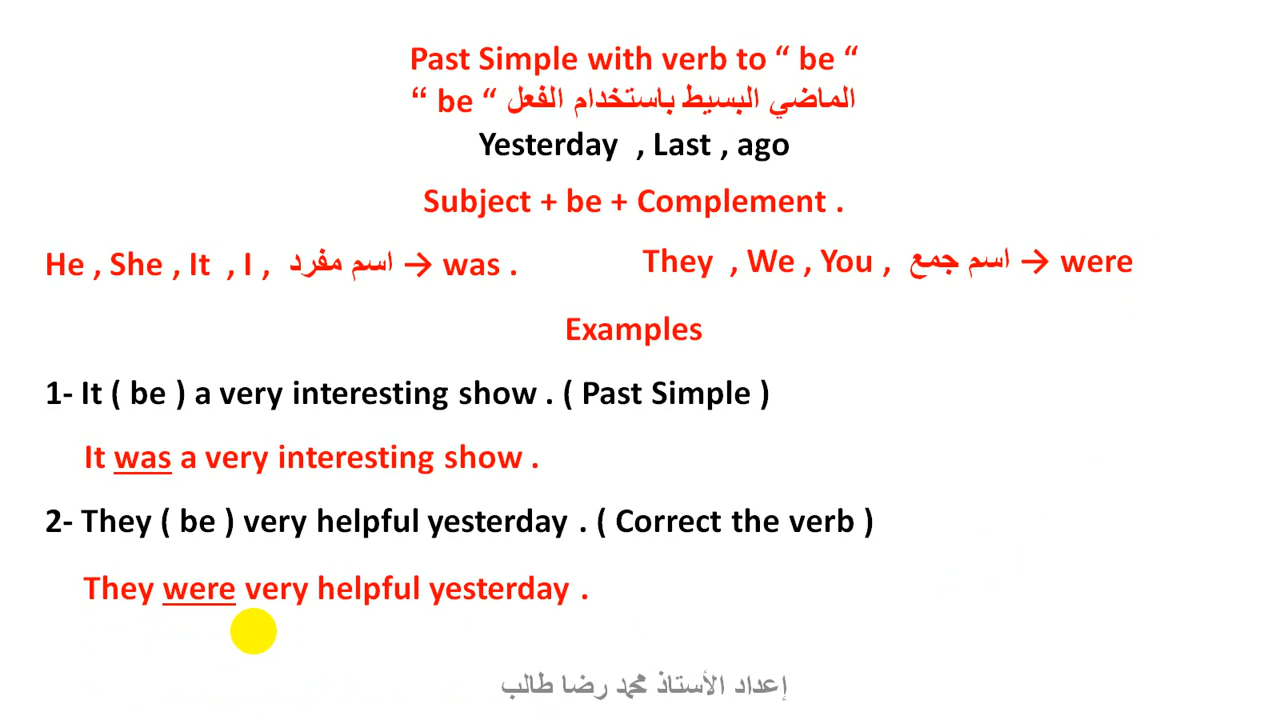 Past Simple with verb to “ be “
الماضي البسيط باستخدام الفعل “ be “
Yesterday , Last , ago
Subject + be + Complement .
He , She , It , I , اسم مفرد → was .
They , We , You , اسم جمع → were
Examples
1- It ( be ) a very interesting show . ( Past Simple )
It was a very interesting show .
2- They ( be ) very helpful yesterday . ( Correct the verb )
They were very helpful yesterday .
إعداد الأستاذ محمد رضا طالب